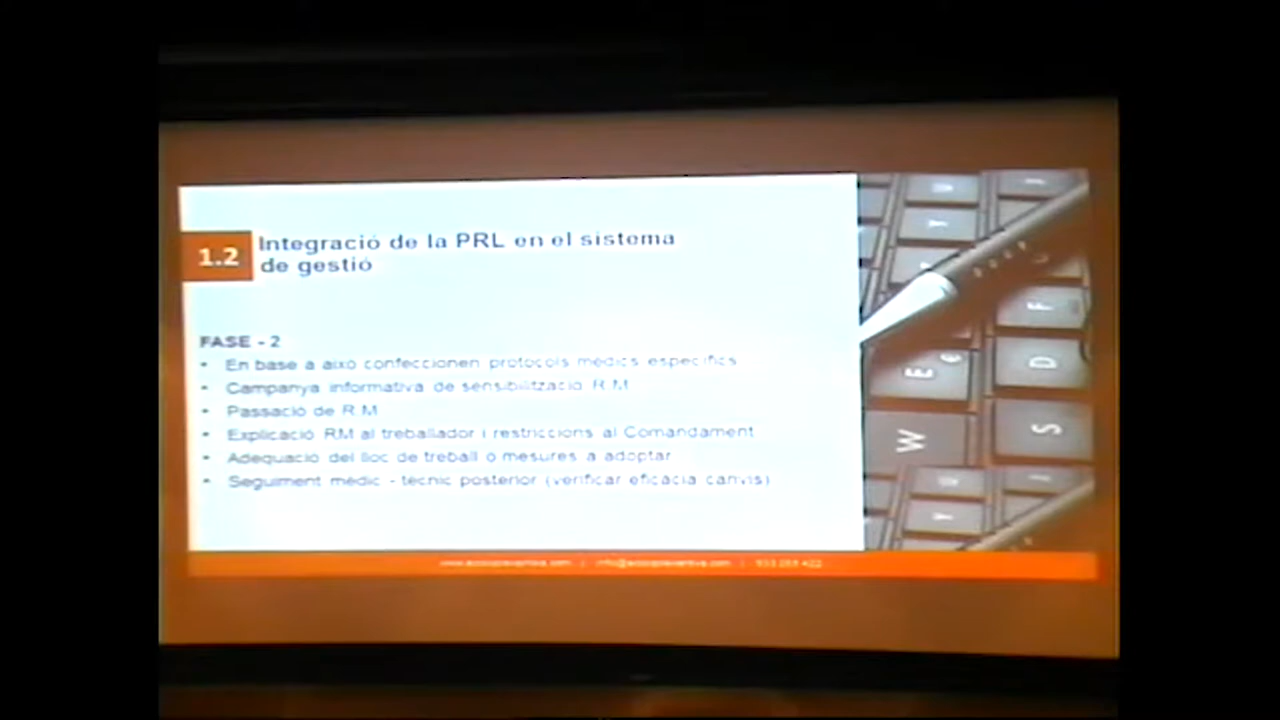 1.2
Integració de la PRL en el sistema
de gestió
FASE - 2
• En base a això confeccionen protocols mèdics específics
• Campanya informativa de sensibilització R.M
• Passació de R.M
• Explicació RM al treballador i restriccions al Comandament
• Adequació del lloc de treball o mesures a adoptar
• Seguiment mèdic - tècnic posterior (verificar eficàcia canvis)
W
E €
S
D
F